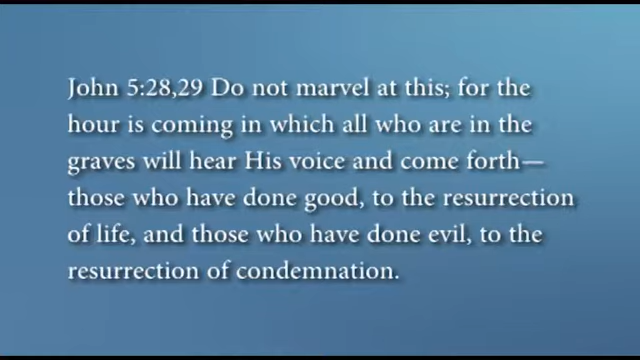 John 5:28,29 Do not marvel at this; for the
hour is coming in which all who are in the
graves will hear His voice and come forth—
those who have done good, to the resurrection
of life, and those who have done evil, to the
resurrection of condemnation.